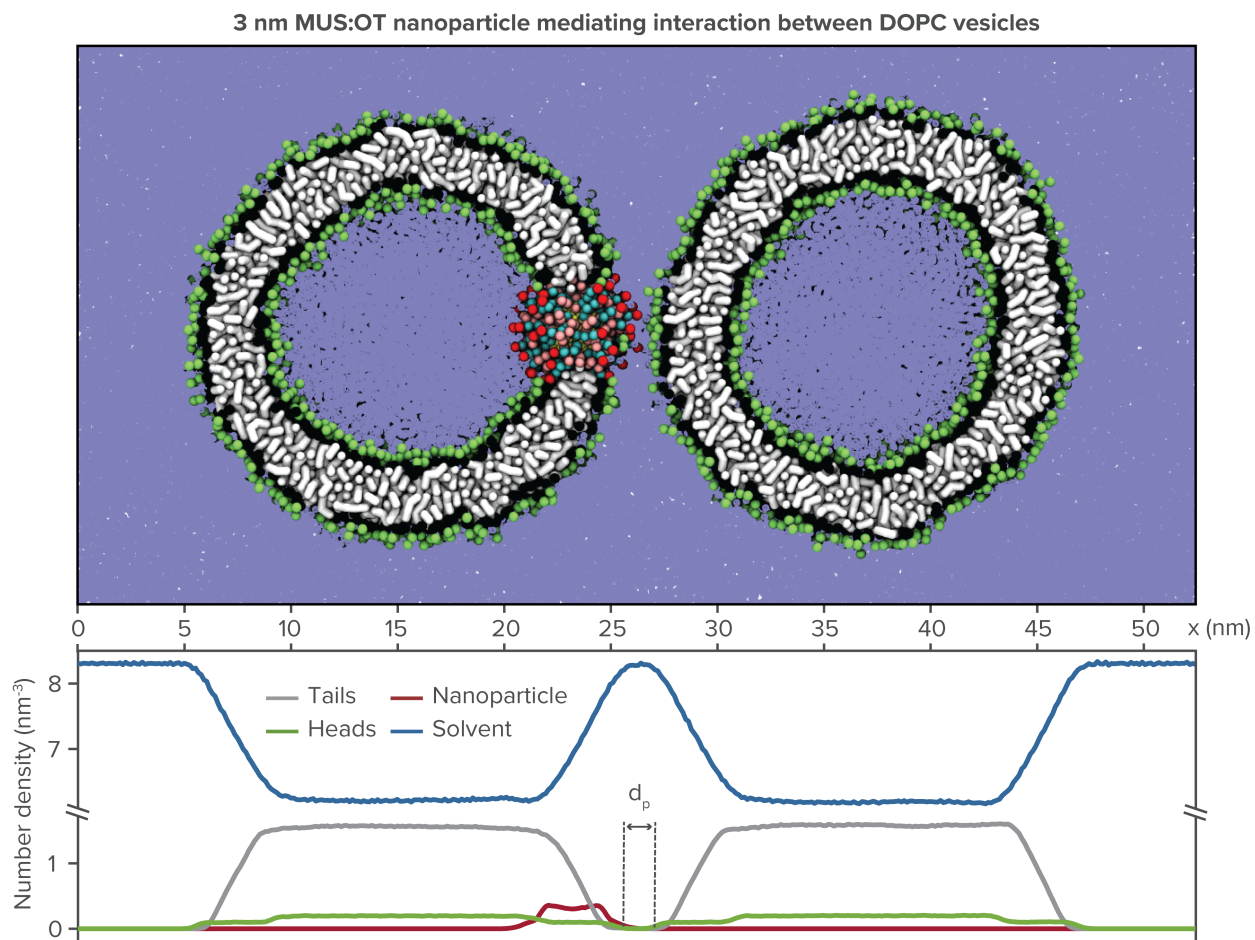 3 nm MUS:OT nanoparticle mediating interaction between DOPC vesicles
0 5 10 15 20 25 30 35 40 45 50 x (nm)
Number density (nm⁻³)
8
7
1
0
Tails
Nanoparticle
Heads
Solvent
dₚ